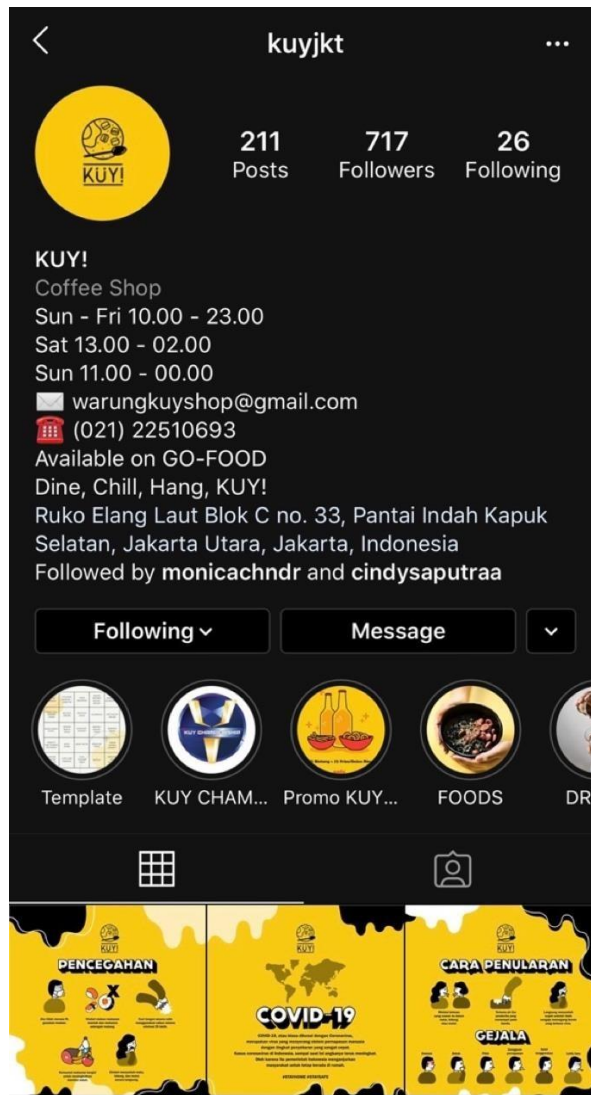 kuyjkt
KUY!
211 717 26
Posts Followers Following
KUY!
Coffee Shop
Sun - Fri 10.00 - 23.00
Sat 13.00 - 02.00
Sun 11.00 - 00.00
warungkuyshop@gmail.com
(021) 22510693
Available on GO-FOOD
Dine, Chill, Hang, KUY!
Ruko Elang Laut Blok C no. 33, Pantai Indah Kapuk
Selatan, Jakarta Utara, Jakarta, Indonesia
Followed by monicachndr and cindysaputraa
Following Message
Template KUY CHAM... Promo KUY... FOODS DR
KUY!
PENCEGAHAN
KUY!
COVID-19
KUY!
CARA PENULARAN
GEJALA